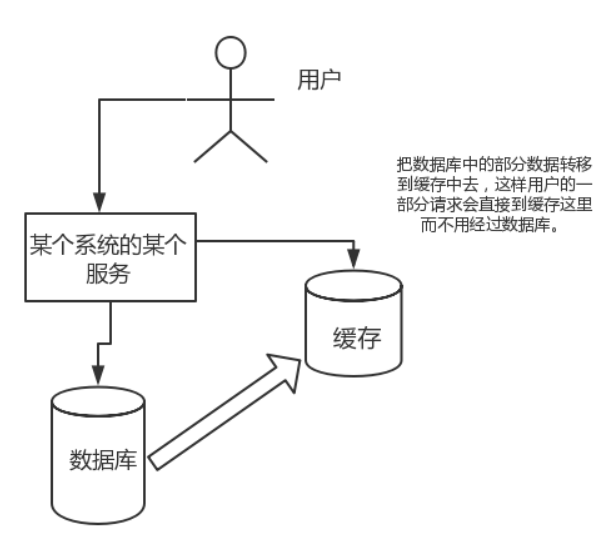 用户
把数据库中的部分数据转移
到缓存中去，这样用户的一
部分请求会直接到缓存这里
而不用经过数据库。
某个系统的某个
服务
缓存
数据库